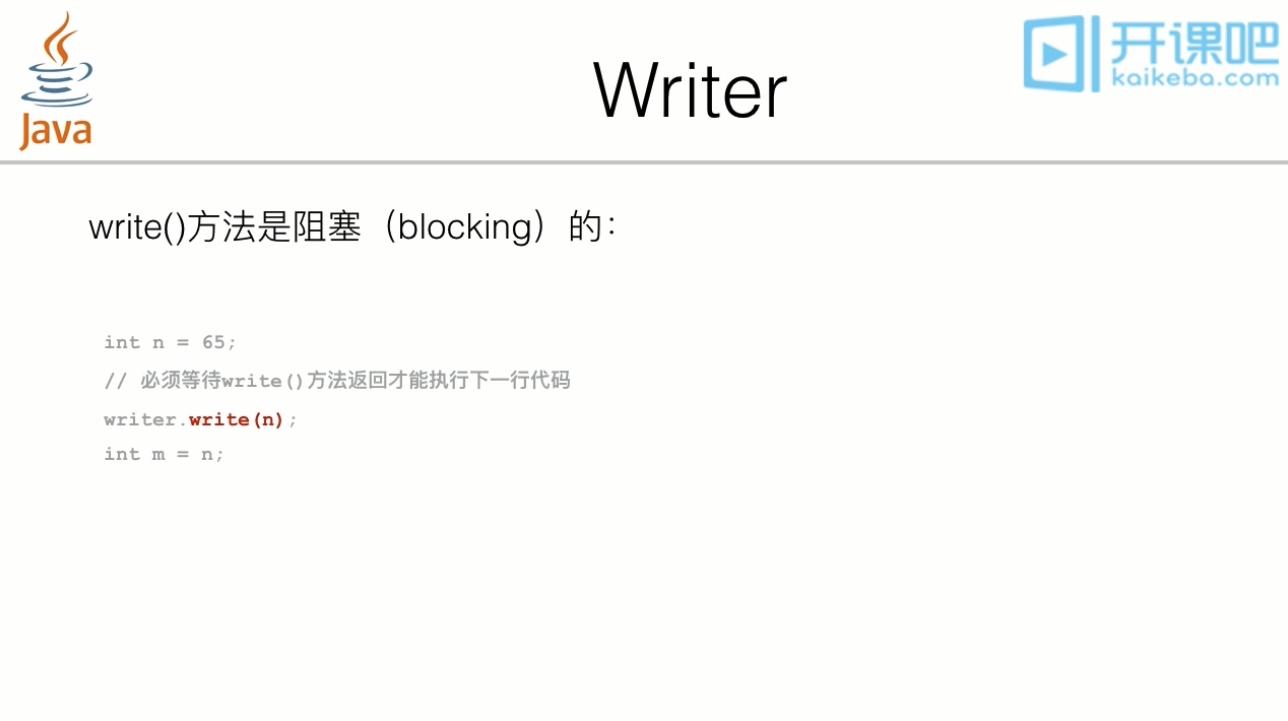 Java
Writer
开课吧
kaikeba.com
write()方法是阻塞（blocking）的：
int n = 65;
// 必须等待write()方法返回才能执行下一行代码
writer.write(n);
int m = n;